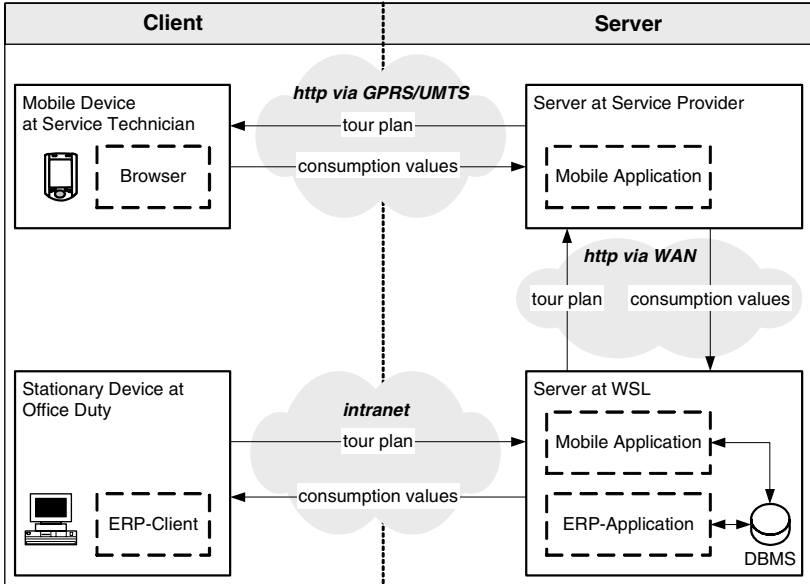 Client
Server
Mobile Device
at Service Technician
Browser
http via GPRS/UMTS
tour plan
consumption values
Server at Service Provider
Mobile Application
http via WAN
tour plan
consumption values
Stationary Device at
Office Duty
ERP-Client
intranet
tour plan
consumption values
Server at WSL
Mobile Application
ERP-Application
DBMS